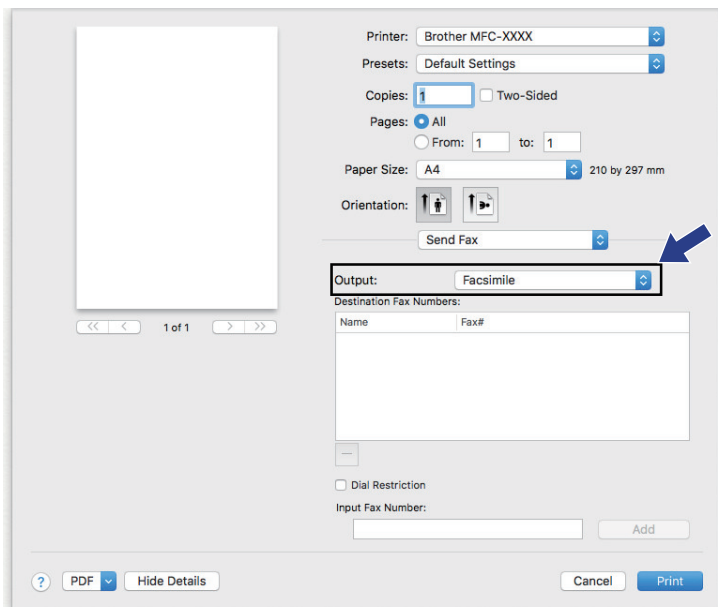 Printer: Brother MFC-XXXX
Presets: Default Settings
Copies: 1 Two-Sided
Pages: All
From: 1 to: 1
Paper Size: A4 210 by 297 mm
Orientation:
Send Fax
Output: Facsimile
Destination Fax Numbers:
Name Fax#
<< < 1 of 1 > >>
Dial Restriction
Input Fax Number:
Add
? PDF Hide Details Cancel Print